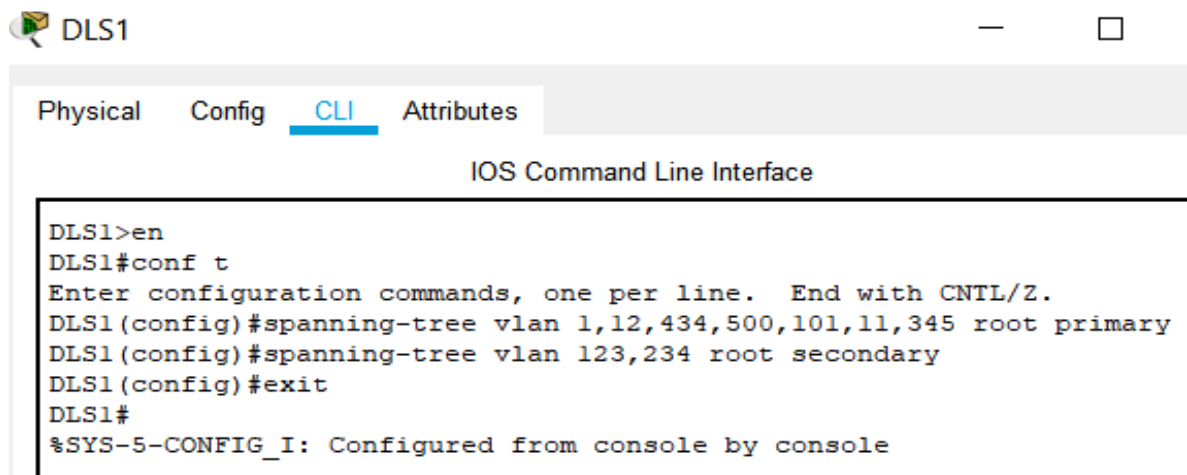 DLS1
Physical Config CLI Attributes
IOS Command Line Interface
DLS1>en
DLS1#conf t
Enter configuration commands, one per line.  End with CNTL/Z.
DLS1(config)#spanning-tree vlan 1,12,434,500,101,11,345 root primary
DLS1(config)#spanning-tree vlan 123,234 root secondary
DLS1(config)#exit
DLS1#
%SYS-5-CONFIG_I: Configured from console by console